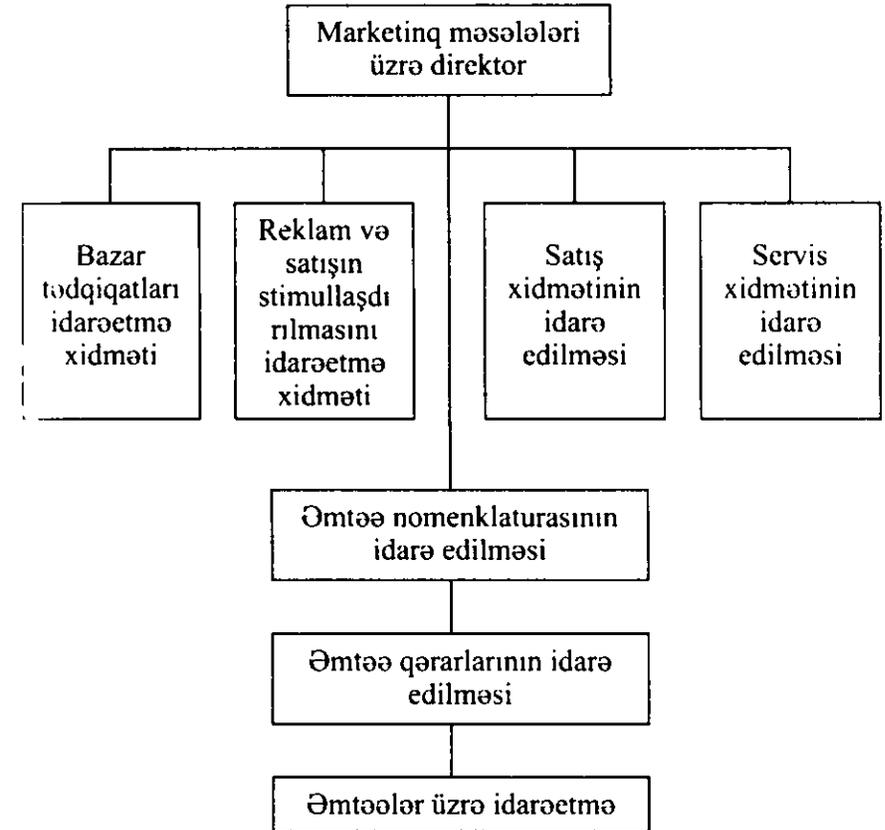 Marketinq məsələləri
üzrə direktor
Bazar
tədqiqatları
idarəetmə
xidməti
Reklam və
satışın
stimullaşdı
rılmasını
idarəetmə
xidməti
Satış
xidmətinin
idarə
edilməsi
Servis
xidmətinin
idarə
edilməsi
Əmtəə nomenklaturasının
idarə edilməsi
Əmtəə qərarlarının idarə
edilməsi
Əmtəələr üzrə idarəetmə